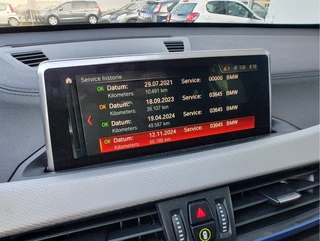 Service historie
OK Datum: 29.07.2021 Service: 00000 BMW
Kilometers: 10.491 km
OK Datum: 18.09.2023 Service: 03645 BMW
Kilometers: 39.107 km
OK Datum: 19.04.2024 Service: 03645 BMW
Kilometers: 49.587 km
OK Datum: 12.11.2024 Service: 03645 BMW
Kilometers: 66.186 km